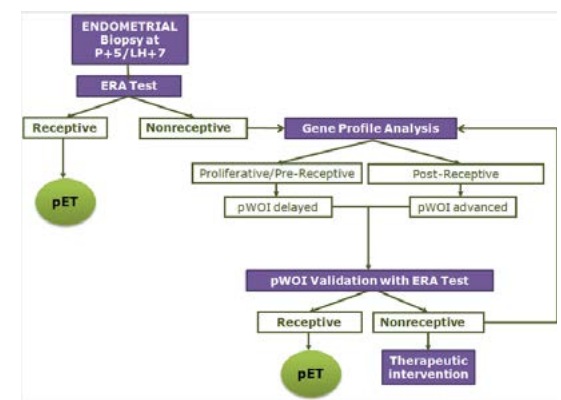 ENDOMETRIAL
Biopsy at
P+5/LH+7
ERA Test
Receptive
Nonreceptive
Gene Profile Analysis
Proliferative/Pre-Receptive
Post-Receptive
pET
pWOI delayed
pWOI advanced
pWOI Validation with ERA Test
Receptive
Nonreceptive
pET
Therapeutic
intervention